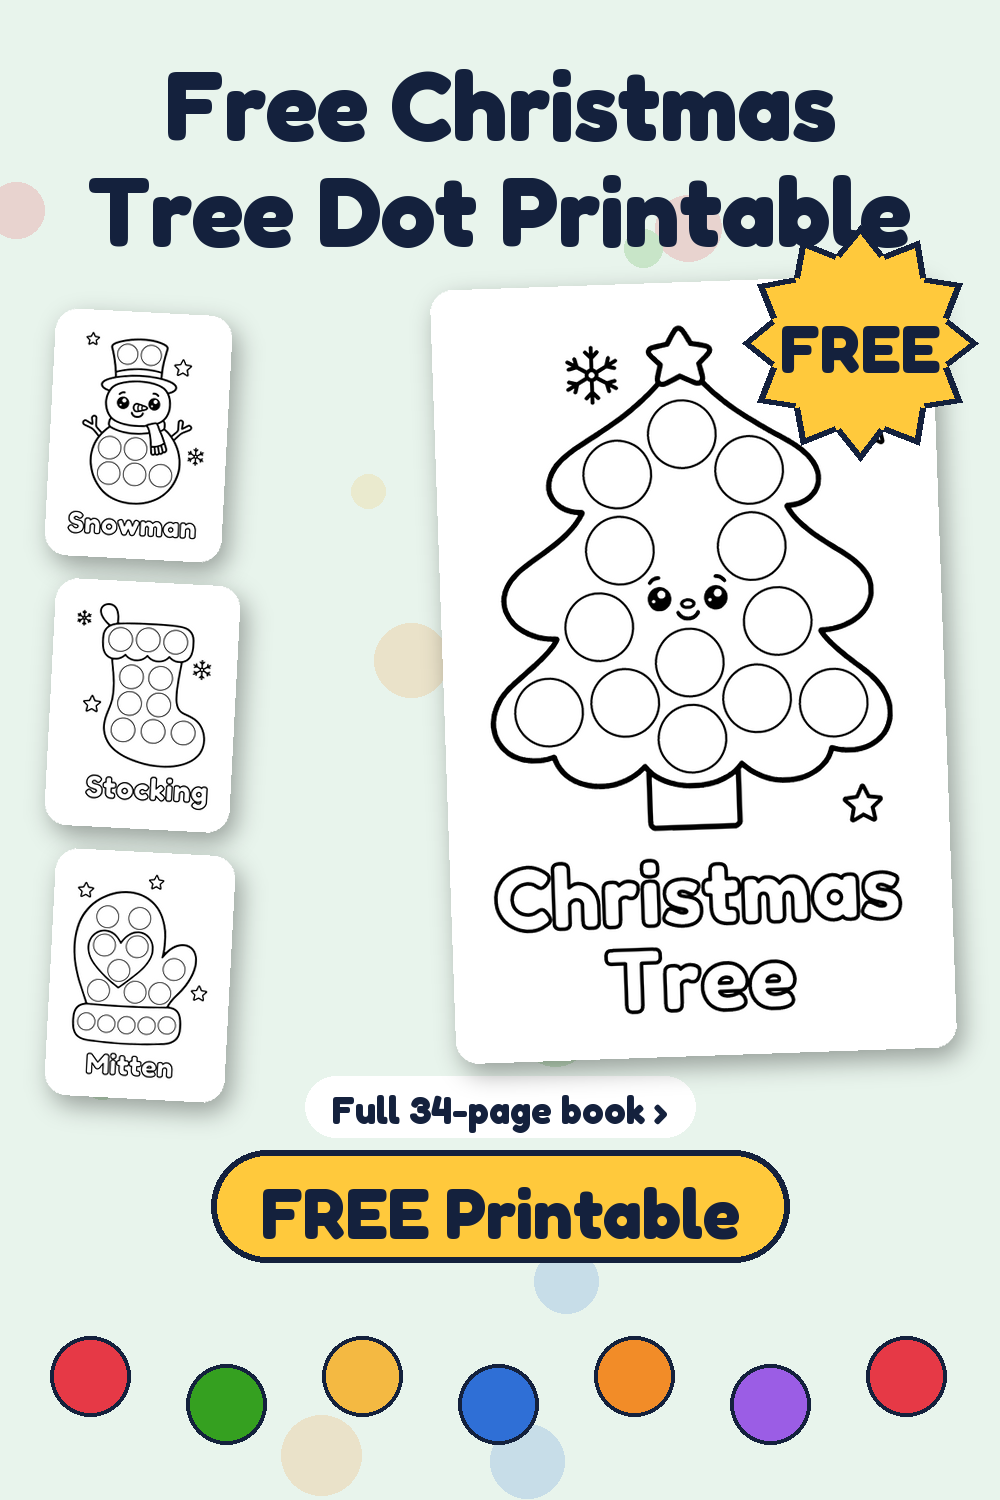 Free Christmas
Tree Dot Printable
FREE
Snowman
Stocking
Mitten
Christmas
Tree
Full 34-page book ›
FREE Printable